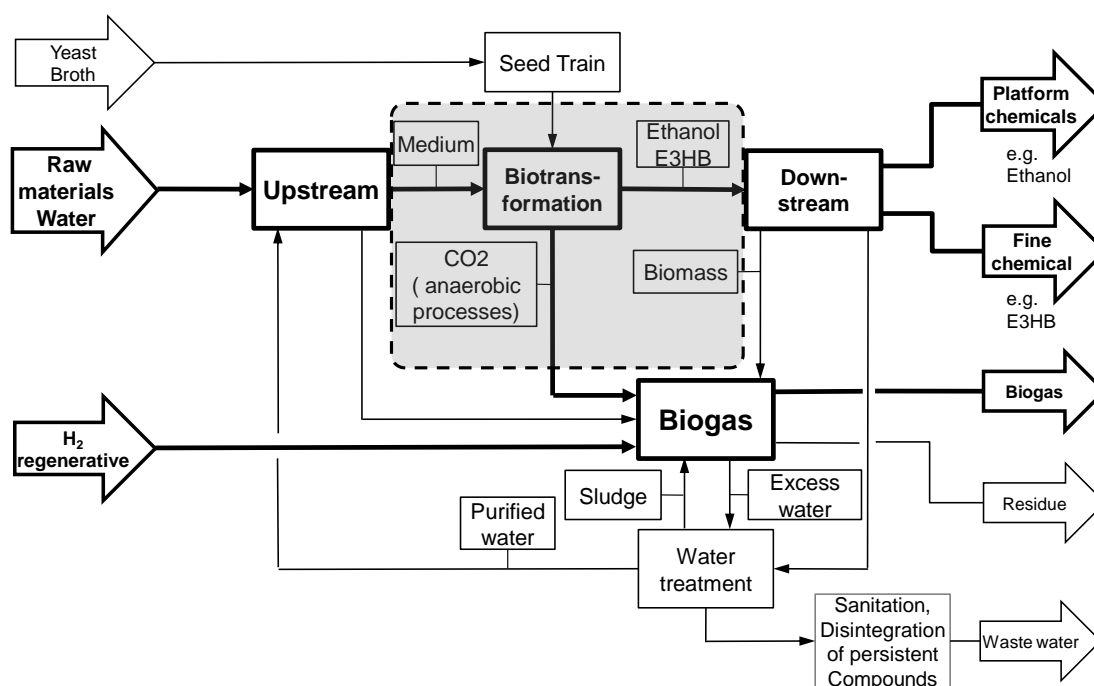 Yeast
Broth
Seed Train
Platform
chemicals
e.g.
Ethanol
Raw
materials
Water
Upstream
Medium
Biotrans-
formation
Ethanol
E3HB
Down-
stream
Fine
chemical
e.g.
E3HB
CO2
( anaerobic
processes)
Biomass
H2
regenerative
Biogas
Biogas
Residue
Sludge
Excess
water
Purified
water
Water
treatment
Sanitation,
Disintegration
of persistent
Compounds
Waste water